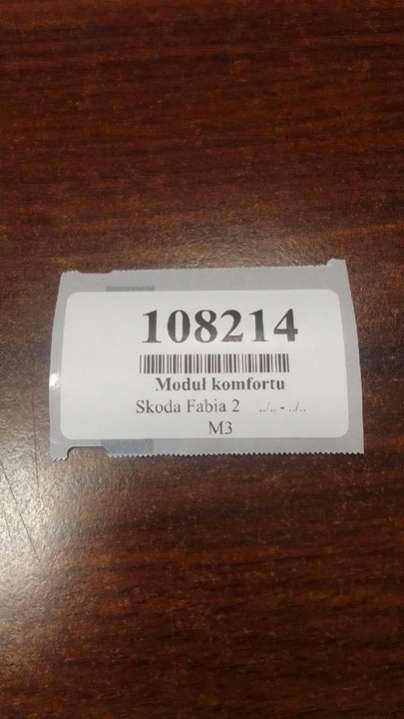 108214
Moduł komfortu
Skoda Fabia 2 ../.. - ../..
M3